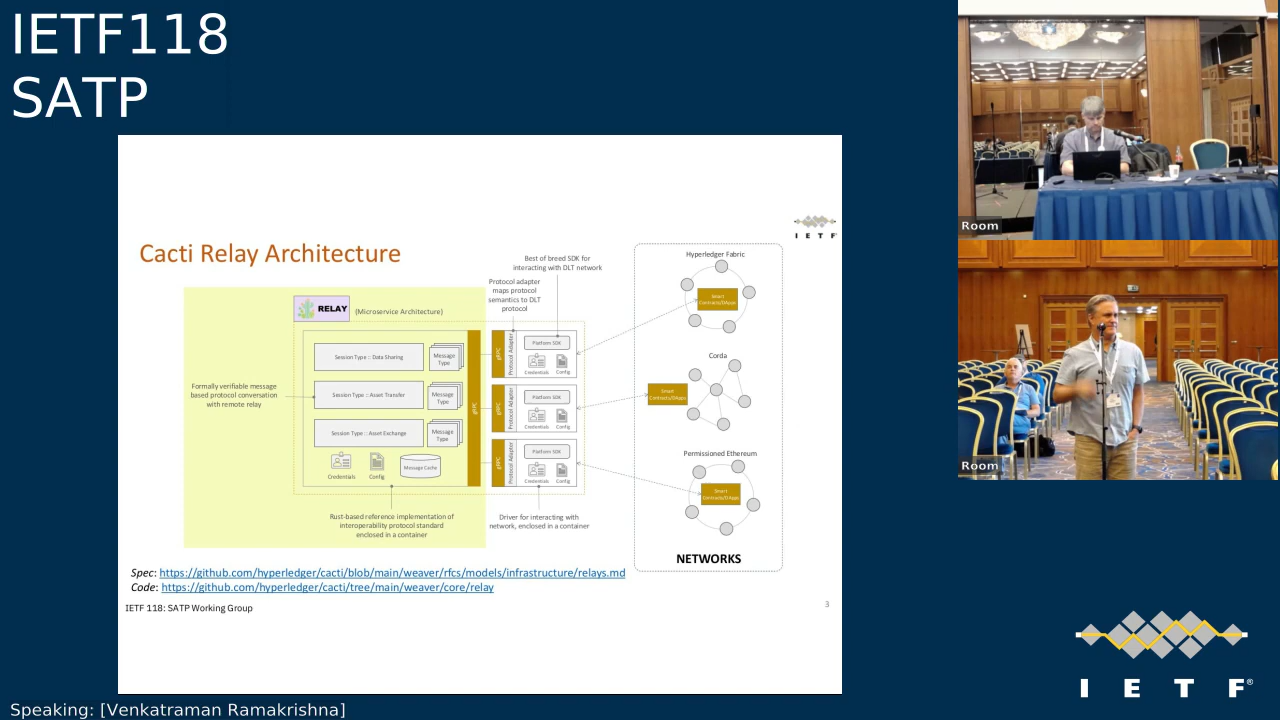 IETF118
SATP
I E T F
Cacti Relay Architecture
Best of breed SDK for
interacting with DLT network
Protocol adapter
maps protocol
semantics to DLT
protocol
RELAY
(Microservice Architecture)
Session Type :: Data Sharing
Message
Type
Session Type :: Asset Transfer
Message
Type
Session Type :: Asset Exchange
Message
Type
Credentials
Config
Message Cache
gRPC
Formally verifiable message
based protocol conversation
with remote relay
gRPC
Protocol Adapter
Platform SDK
Credentials
Config
gRPC
Protocol Adapter
Platform SDK
Credentials
Config
gRPC
Protocol Adapter
Platform SDK
Credentials
Config
Rust-based reference implementation of
interoperability protocol standard
enclosed in a container
Driver for interacting with
network, enclosed in a container
Hyperledger Fabric
Smart
Contracts/DApps
Corda
Smart
Contracts/DApps
Permissioned Ethereum
Smart
Contracts/DApps
NETWORKS
Spec: https://github.com/hyperledger/cacti/blob/main/weaver/rfcs/models/infrastructure/relays.md
Code: https://github.com/hyperledger/cacti/tree/main/weaver/core/relay
IETF 118: SATP Working Group
3
Room
Room
I E T F®
Speaking: [Venkatraman Ramakrishna]